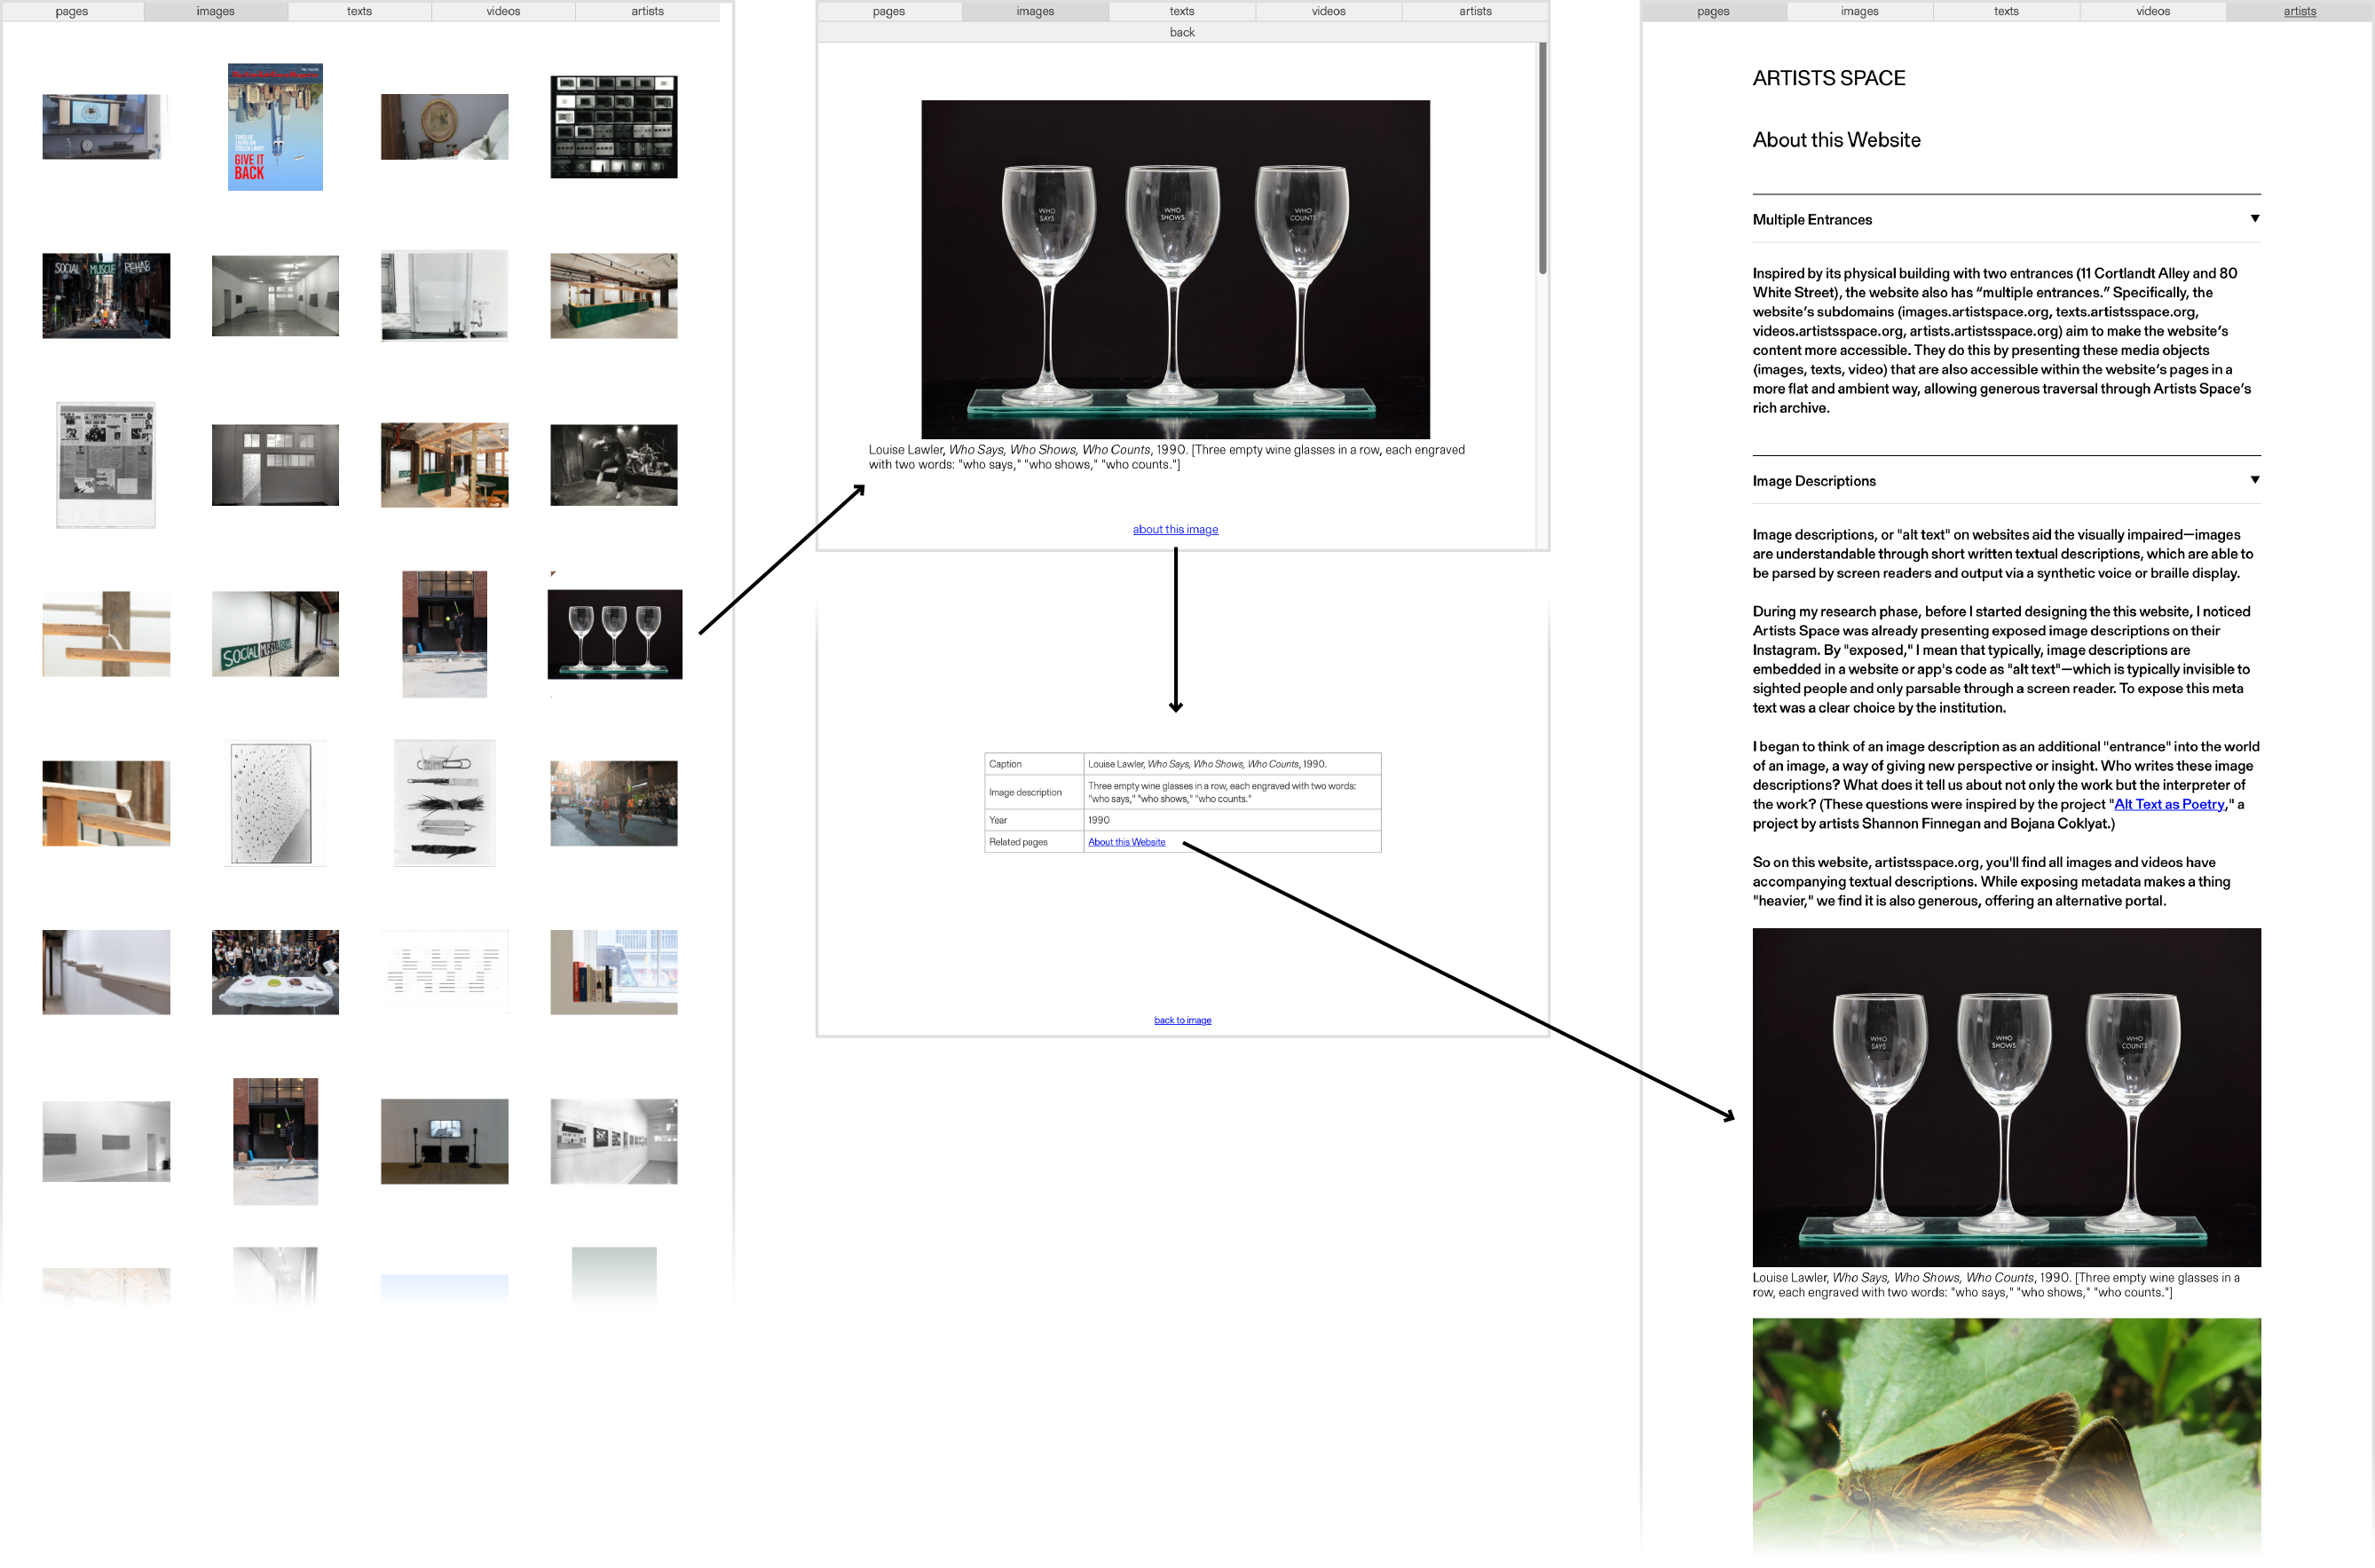 pages
images
texts
videos
artists
THREE BY
LIVING ON
STOLEN LAND?
GIVE IT
BACK
SOCIAL MUSCLE REHAB
SOCIAL
SOCIAL
pages
images
texts
videos
artists
back
WHO
SAYS
WHO
SHOWS
WHO
COUNTS
Louise Lawler, Who Says, Who Shows, Who Counts, 1990. [Three empty wine glasses in a row, each engraved
with two words: "who says," "who shows," "who counts."]
about this image
Caption
Louise Lawler, Who Says, Who Shows, Who Counts, 1990.
Image description
Three empty wine glasses in a row, each engraved with two words:
"who says," "who shows," "who counts."
Year
1990
Related pages
About this Website
back to image
pages
images
texts
videos
artists
ARTISTS SPACE
About this Website
Multiple Entrances
Inspired by its physical building with two entrances (11 Cortlandt Alley and 80
White Street), the website also has “multiple entrances.” Specifically, the
website’s subdomains (images.artistspace.org, texts.artistsspace.org,
videos.artistsspace.org, artists.artistsspace.org) aim to make the website’s
content more accessible. They do this by presenting these media objects
(images, texts, video) that are also accessible within the website’s pages in a
more flat and ambient way, allowing generous traversal through Artists Space’s
rich archive.
Image Descriptions
Image descriptions, or "alt text" on websites aid the visually impaired—images
are understandable through short written textual descriptions, which are able to
be parsed by screen readers and output via a synthetic voice or braille display.
During my research phase, before I started designing the this website, I noticed
Artists Space was already presenting exposed image descriptions on their
Instagram. By "exposed," I mean that typically, image descriptions are
embedded in a website or app's code as "alt text"—which is typically invisible to
sighted people and only parsable through a screen reader. To expose this meta
text was a clear choice by the institution.
I began to think of an image description as an additional "entrance" into the world
of an image, a way of giving new perspective or insight. Who writes these image
descriptions? What does it tell us about not only the work but the interpreter of
the work? (These questions were inspired by the project "Alt Text as Poetry," a
project by artists Shannon Finnegan and Bojana Coklyat.)
So on this website, artistsspace.org, you'll find all images and videos have
accompanying textual descriptions. While exposing metadata makes a thing
"heavier," we find it is also generous, offering an alternative portal.
WHO
SAYS
WHO
SHOWS
WHO
COUNTS
Louise Lawler, Who Says, Who Shows, Who Counts, 1990. [Three empty wine glasses in a
row, each engraved with two words: "who says," "who shows," "who counts."]